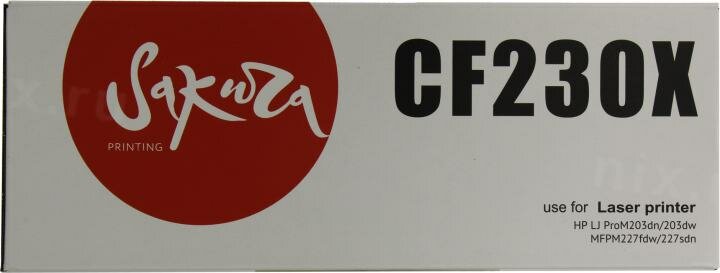 Sakura
PRINTING
CF230X
use for Laser printer
HP LJ ProM203dn/203dw
MFPM227fdw/227sdn